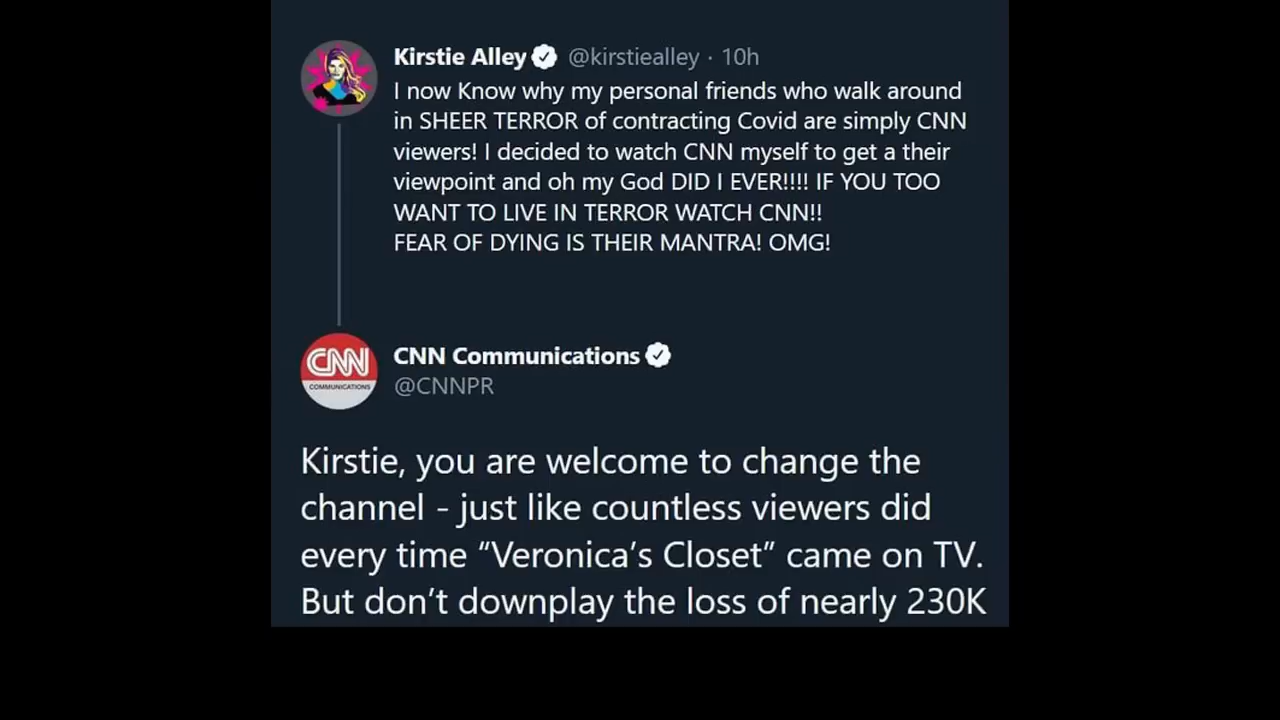 Kirstie Alley @kirstiealley · 10h
I now Know why my personal friends who walk around
in SHEER TERROR of contracting Covid are simply CNN
viewers! I decided to watch CNN myself to get a their
viewpoint and oh my God DID I EVER!!!! IF YOU TOO
WANT TO LIVE IN TERROR WATCH CNN!!
FEAR OF DYING IS THEIR MANTRA! OMG!
CNN
COMMUNICATIONS
CNN Communications
@CNNPR
Kirstie, you are welcome to change the
channel - just like countless viewers did
every time “Veronica’s Closet” came on TV.
But don’t downplay the loss of nearly 230K